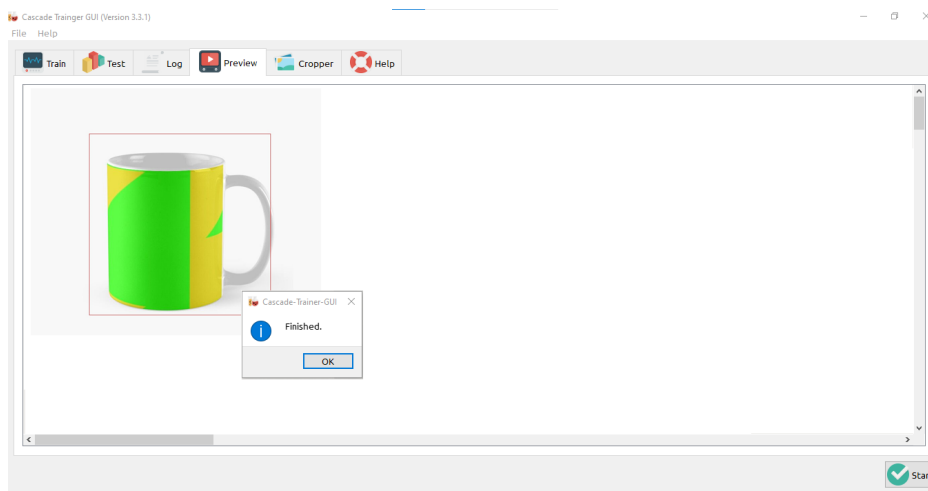 Cascade Trainger GUI (Version 3.3.1)
File Help
Train Test Log Preview Cropper Help
Cascade-Trainer-GUI
Finished.
OK
Star